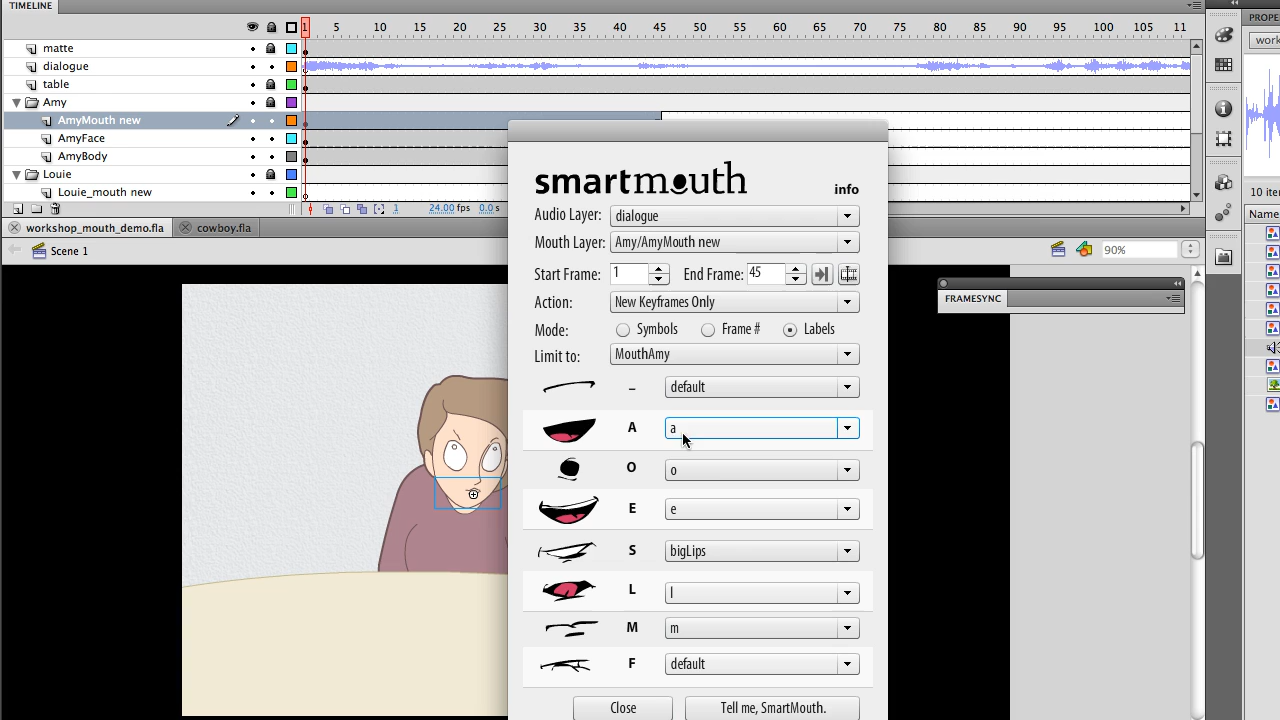 TIMELINE
1 5 10 15 20 25 30 35 40 45 50 55 60 65 70 75 80 85 90 95 100 105 11
PROPE
work
matte
dialogue
table
Amy
AmyMouth new
AmyFace
AmyBody
Louie
Louie_mouth new
1 24.00 fps 0.0 s
10 item
Name
workshop_mouth_demo.fla cowboy.fla
Scene 1
90%
FRAMESYNC
smartmouth
info
Audio Layer: dialogue
Mouth Layer: Amy/AmyMouth new
Start Frame: 1 End Frame: 45
Action: New Keyframes Only
Mode: Symbols Frame # Labels
Limit to: MouthAmy
– default
A a
O o
E e
S bigLips
L l
M m
F default
Close Tell me, SmartMouth.